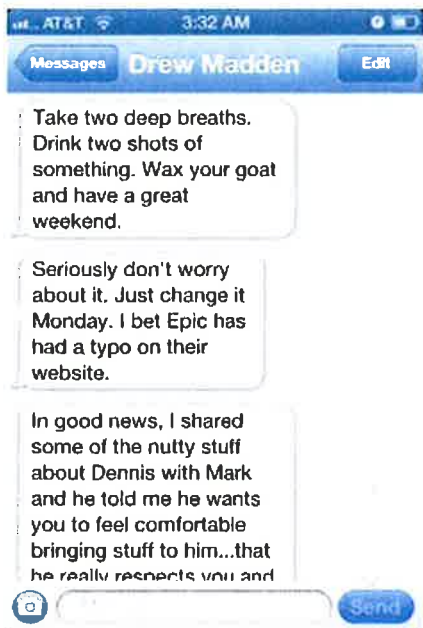 AT&T 3:32 AM
Messages Drew Madden Edit
Take two deep breaths.
Drink two shots of
something. Wax your goat
and have a great
weekend.
Seriously don't worry
about it. Just change it
Monday. I bet Epic has
had a typo on their
website.
In good news, I shared
some of the nutty stuff
about Dennis with Mark
and he told me he wants
you to feel comfortable
bringing stuff to him...that
he really respects you and
Send